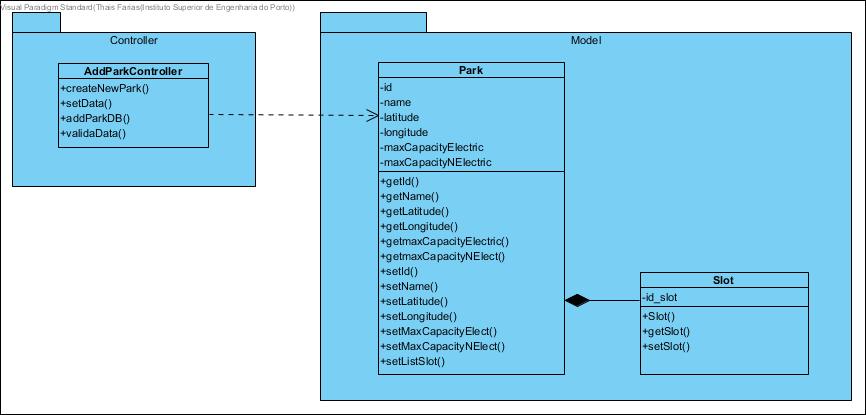 Visual Paradigm Standard(Thais Farias(Instituto Superior de Engenharia do Porto))
Controller
AddParkController
+createNewPark()
+setData()
+addParkDB()
+validaData()
Model
Park
-id
-name
-latitude
-longitude
-maxCapacityElectric
-maxCapacityNElectric
+getId()
+getName()
+getLatitude()
+getLongitude()
+getmaxCapacityElectric()
+getmaxCapacityNElect()
+setId()
+setName()
+setLatitude()
+setLongitude()
+setMaxCapacityElect()
+setMaxCapacityNElect()
+setListSlot()
Slot
-id_slot
+Slot()
+getSlot()
+setSlot()